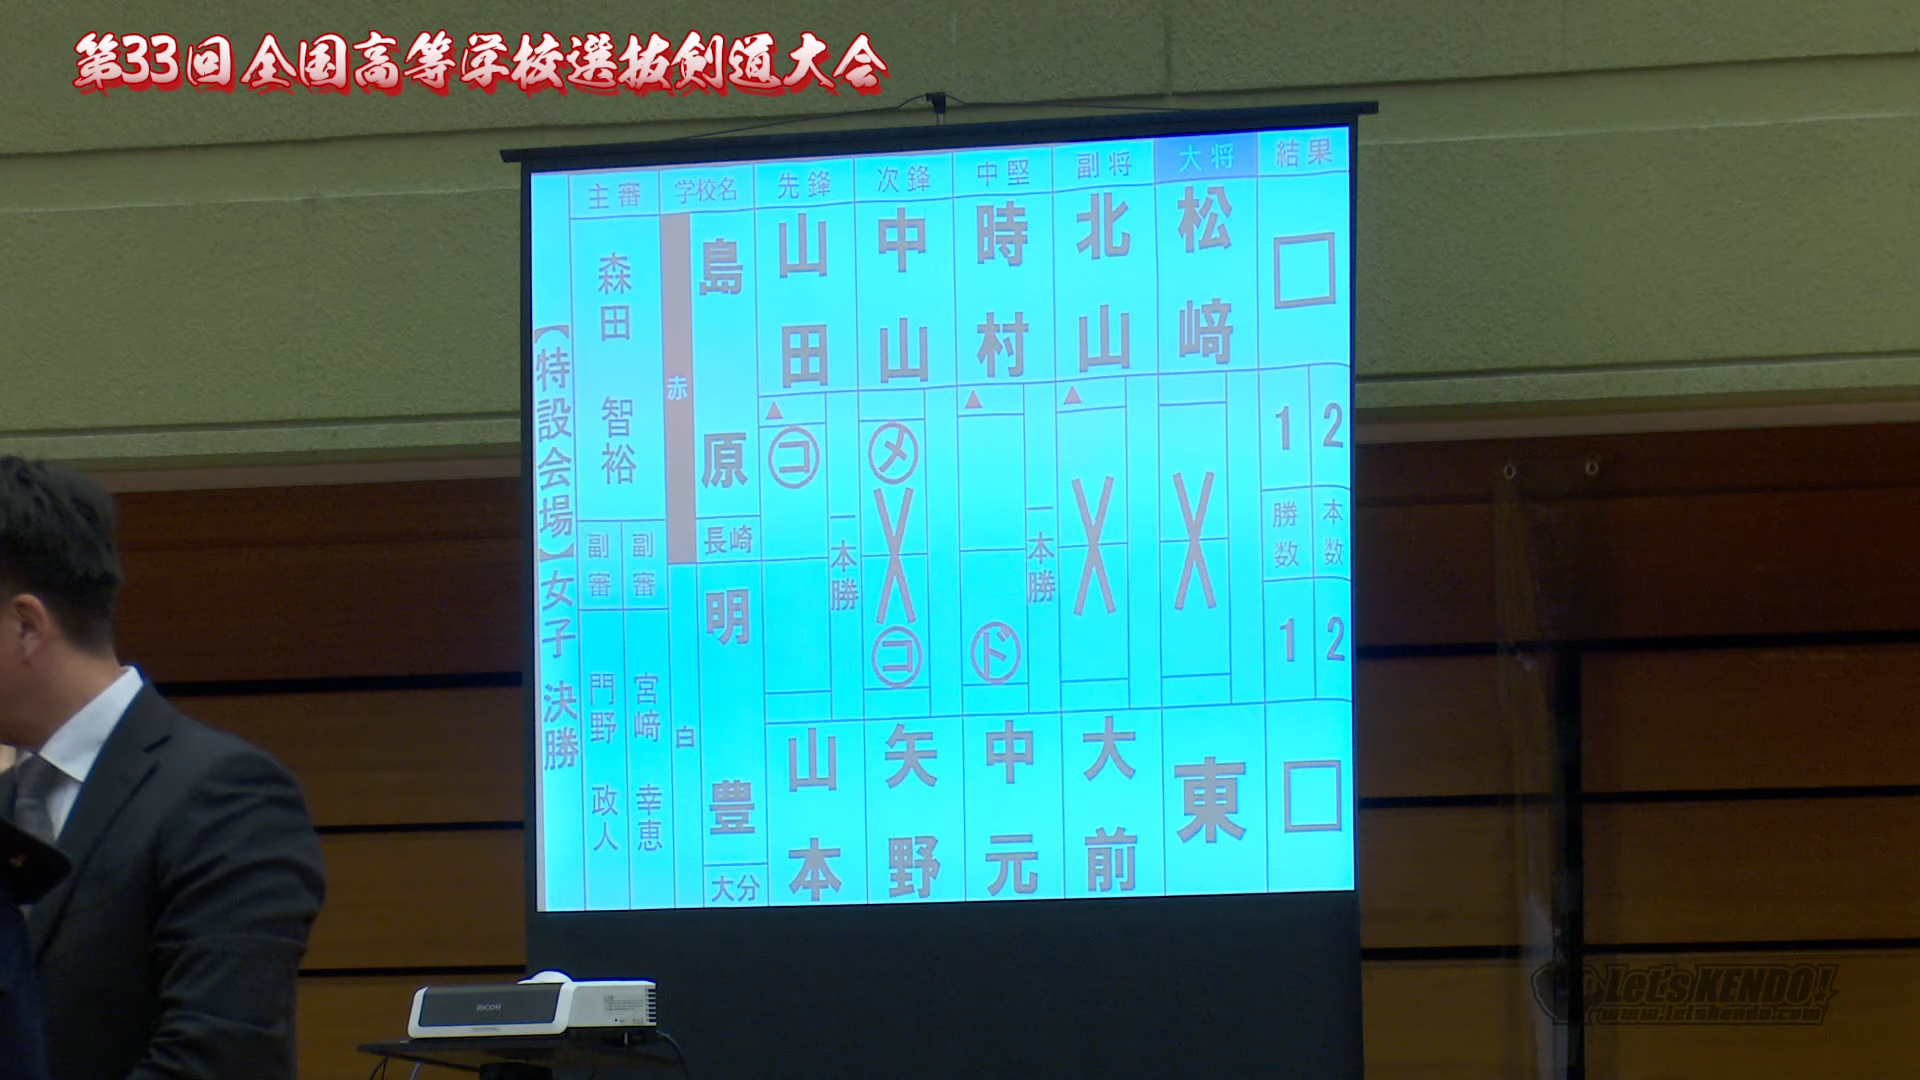 第33回全国高等学校選抜剣道大会
【特設会場】女子 決勝
主審 学校名 先鋒 次鋒 中堅 副将 大将 結果
森田 智裕
副審 副審
門野 政人
宮﨑 幸恵
赤
島原
長崎
山田 中山 時村 北山 松﨑
▲ ▲ ▲
コ メ
一本勝 一本勝
コ ド
1 2
勝数 本数
1 2
白
明豊
大分
山本 矢野 中元 大前 東
RICOH
Let's KENDO!
www.letskendo.com